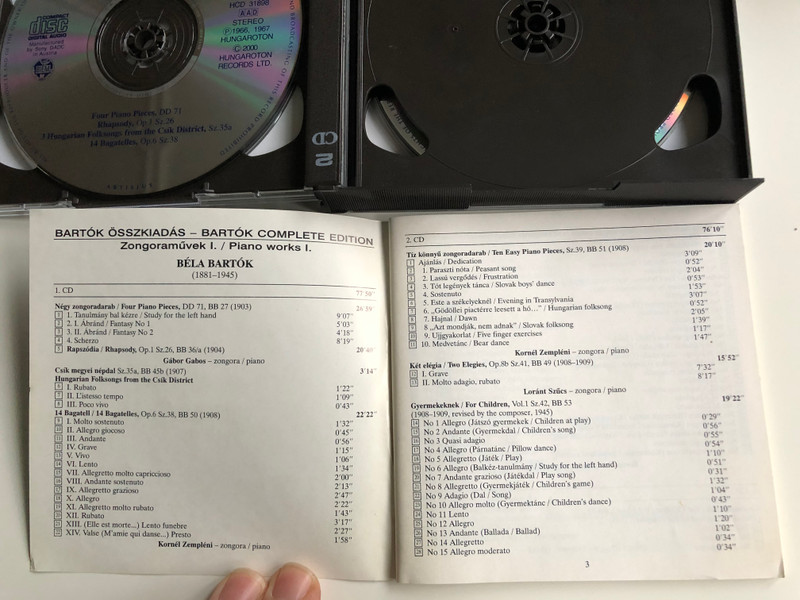 COMPACT
disc
DIGITAL AUDIO
Manufactured
by Sony DADC
in Austria
HCD 31898
A A D
STEREO
Ⓟ 1966, 1967
HUNGAROTON
© 2000
HUNGAROTON
RECORDS LTD.
Four Piano Pieces, DD 71
Rhapsody, Op.1 Sz.26
3 Hungarian Folksongs from the Csík District, Sz.35a
14 Bagatelles, Op.6 Sz.38
CD 2
BARTÓK ÖSSZKIADÁS – BARTÓK COMPLETE EDITION
Zongoraművek I. / Piano works I.
BÉLA BARTÓK
(1881–1945)
1. CD
Négy zongoradarab / Four Piano Pieces, DD 71, BB 27 (1903)
1 1. Tanulmány bal kézre / Study for the left hand 9'07"
2 2. I. Ábránd / Fantasy No 1 5'03"
3 3. II. Ábránd / Fantasy No 2 4'18"
4 4. Scherzo 8'19"
5 Rapszódia / Rhapsody, Op.1 Sz.26, BB 36/a (1904)
Gábor Gabos – zongora / piano
Csík megyei népdal Sz.35a, BB 45b (1907) 3'14"
Hungarian Folksongs from the Csík District
6 I. Rubato 1'22"
7 II. L'istesso tempo 1'09"
8 III. Poco vivo 0'43"
14 Bagatell / 14 Bagatelles, Op.6 Sz.38, BB 50 (1908) 22'22"
9 I. Molto sostenuto 1'32"
10 II. Allegro giocoso 0'45"
11 III. Andante 0'56"
12 IV. Grave 1'15"
13 V. Vivo 1'06"
14 VI. Lento 1'34"
15 VII. Allegretto molto capriccioso 2'00"
16 VIII. Andante sostenuto 2'13"
17 IX. Allegretto grazioso 2'47"
18 X. Allegro 2'22"
19 XI. Allegretto molto rubato 1'43"
20 XII. Rubato 3'17"
21 XIII. (Elle est morte...) Lento funebre 2'27"
22 XIV. Valse (M'amie qui danse...) Presto 1'58"
Kornél Zempléni – zongora / piano
2. CD 76'10"
Tíz könnyű zongoradarab / Ten Easy Piano Pieces, Sz.39, BB 51 (1908) 20'10"
1 Ajánlás / Dedication 3'09"
2 1. Paraszti nóta / Peasant song 0'52"
3 2. Lassú vergődés / Frustration 2'04"
4 3. Tót legények tánca / Slovak boys' dance 0'53"
5 4. Sostenuto 1'53"
6 5. Este a székelyeknél / Evening in Transylvania 3'07"
7 6. „Gödöllei piactérre leesett a hó…” / Hungarian folksong 0'52"
8 7. Hajnal / Dawn 2'05"
9 8 „Azt mondják, nem adnak” / Slovak folksong 1'39"
10 9. Ujjgyakorlat / Five finger exercises 1'17"
11 10. Medvetánc / Bear dance 1'47"
Kornél Zempléni – zongora / piano
Két elégia / Two Elegies, Op.8b Sz.41, BB 49 (1908–1909) 15'52"
12 I. Grave 7'32"
13 II. Molto adagio, rubato 8'17"
Loránt Szűcs – zongora / piano
Gyermekeknek / For Children, Vol.1 Sz.42, BB 53 19'22"
(1908–1909, revised by the composer, 1945)
14 No 1 Allegro (Játszó gyermekek / Children at play) 0'29"
15 No 2 Andante (Gyermekdal / Children's song) 0'56"
16 No 3 Quasi adagio 0'55"
17 No 4 Allegro (Párnatánc / Pillow dance) 0'54"
18 No 5 Allegretto (Játék / Play) 1'10"
19 No 6 Allegro (Balkéz-tanulmány / Study for the left hand) 0'51"
20 No 7 Andante grazioso (Játékdal / Play song) 0'31"
21 No 8 Allegretto (Gyermekjáték / Children's game) 1'32"
22 No 9 Adagio (Dal / Song) 1'04"
23 No 10 Allegro molto (Gyermektánc / Children's dance) 0'43"
24 No 11 Lento 1'10"
25 No 12 Allegro 1'20"
26 No 13 Andante (Ballada / Ballad) 1'02"
27 No 14 Allegretto 0'34"
28 No 15 Allegro moderato 0'34"
3